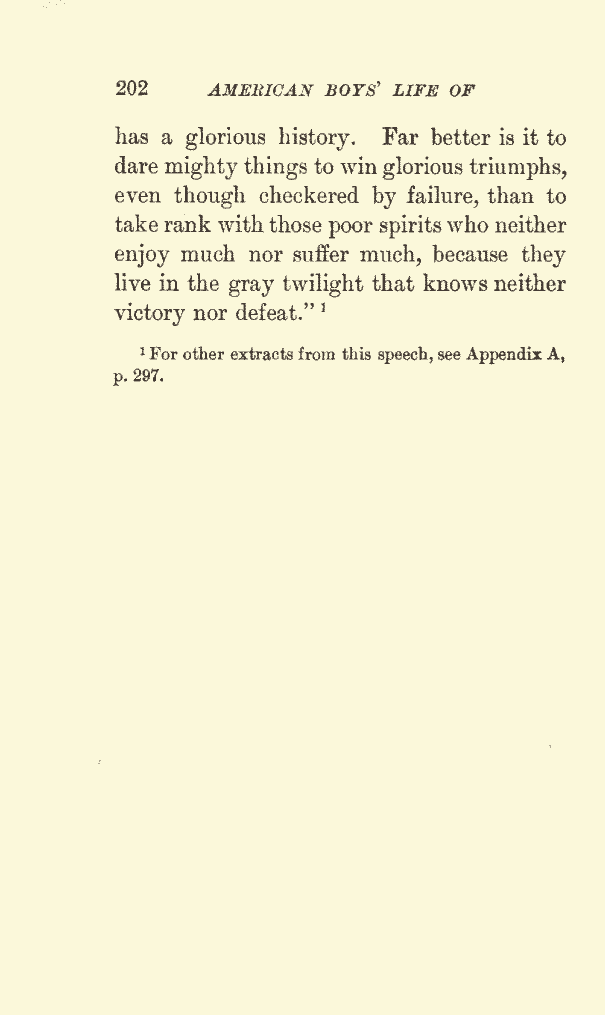 202 AMERICAN BOYS' LIFE OF
has a glorious history. Far better is it to
dare mighty things to win glorious triumphs,
even though checkered by failure, than to
take rank with those poor spirits who neither
enjoy much nor suffer much, because they
live in the gray twilight that knows neither
victory nor defeat." ¹
¹ For other extracts from this speech, see Appendix A,
p. 297.